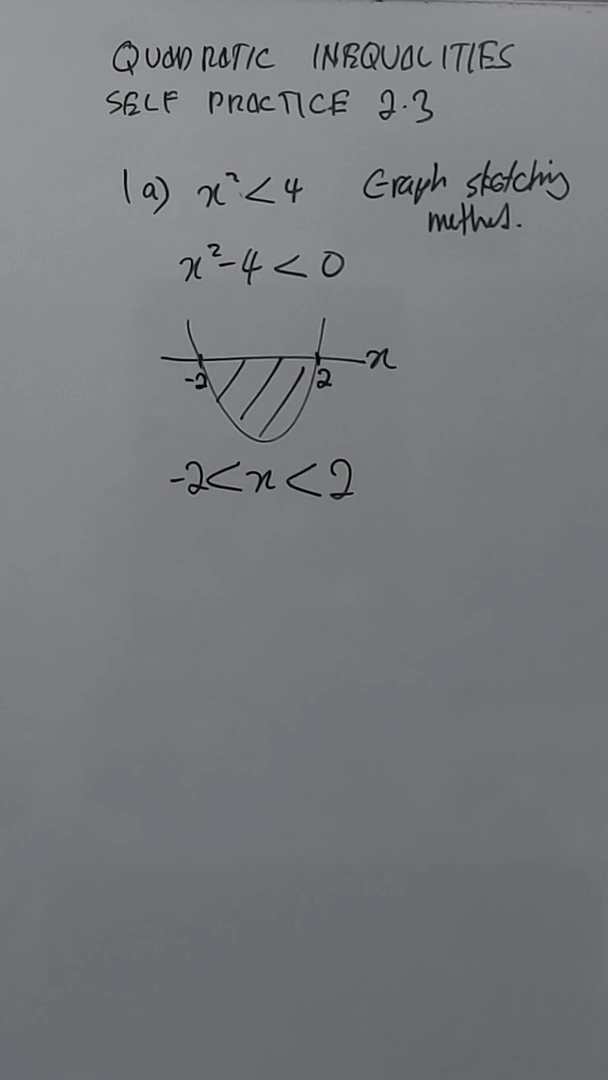 QUADRATIC INEQUALITIES
SELF PRACTICE 2.3
1a) x² < 4 Graph sketching
method.
x² - 4 < 0
x
-2 2
-2 < x < 2